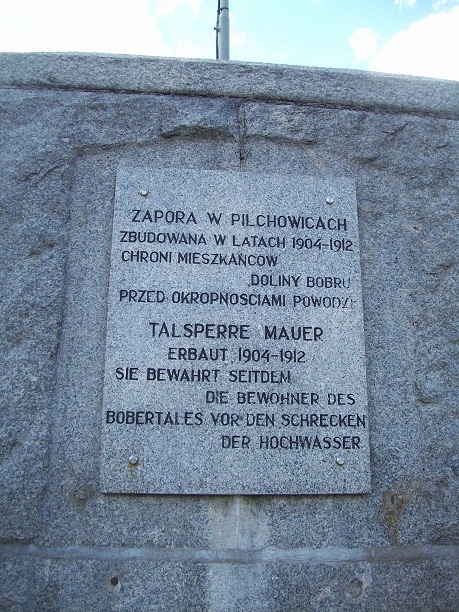 ZAPORA W PILCHOWICACH
ZBUDOWANA W LATACH 1904-1912
CHRONI MIESZKAŃCÓW
DOLINY BOBRU
PRZED OKROPNOŚCIAMI POWODZI
TALSPERRE MAUER
ERBAUT 1904-1912
SIE BEWAHRT SEITDEM
DIE BEWOHNER DES
BOBERTALES VOR DEN SCHRECKEN
DER HOCHWASSER